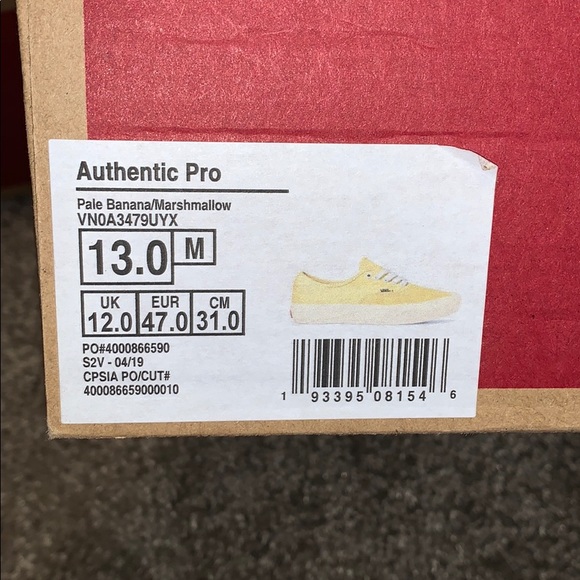 Authentic Pro
Pale Banana/Marshmallow
VN0A3479UYX
13.0 M
UK EUR CM
12.0 47.0 31.0
PO#4000866590
S2V - 04/19
CPSIA PO/CUT#
400086659000010
1 93395 08154 6